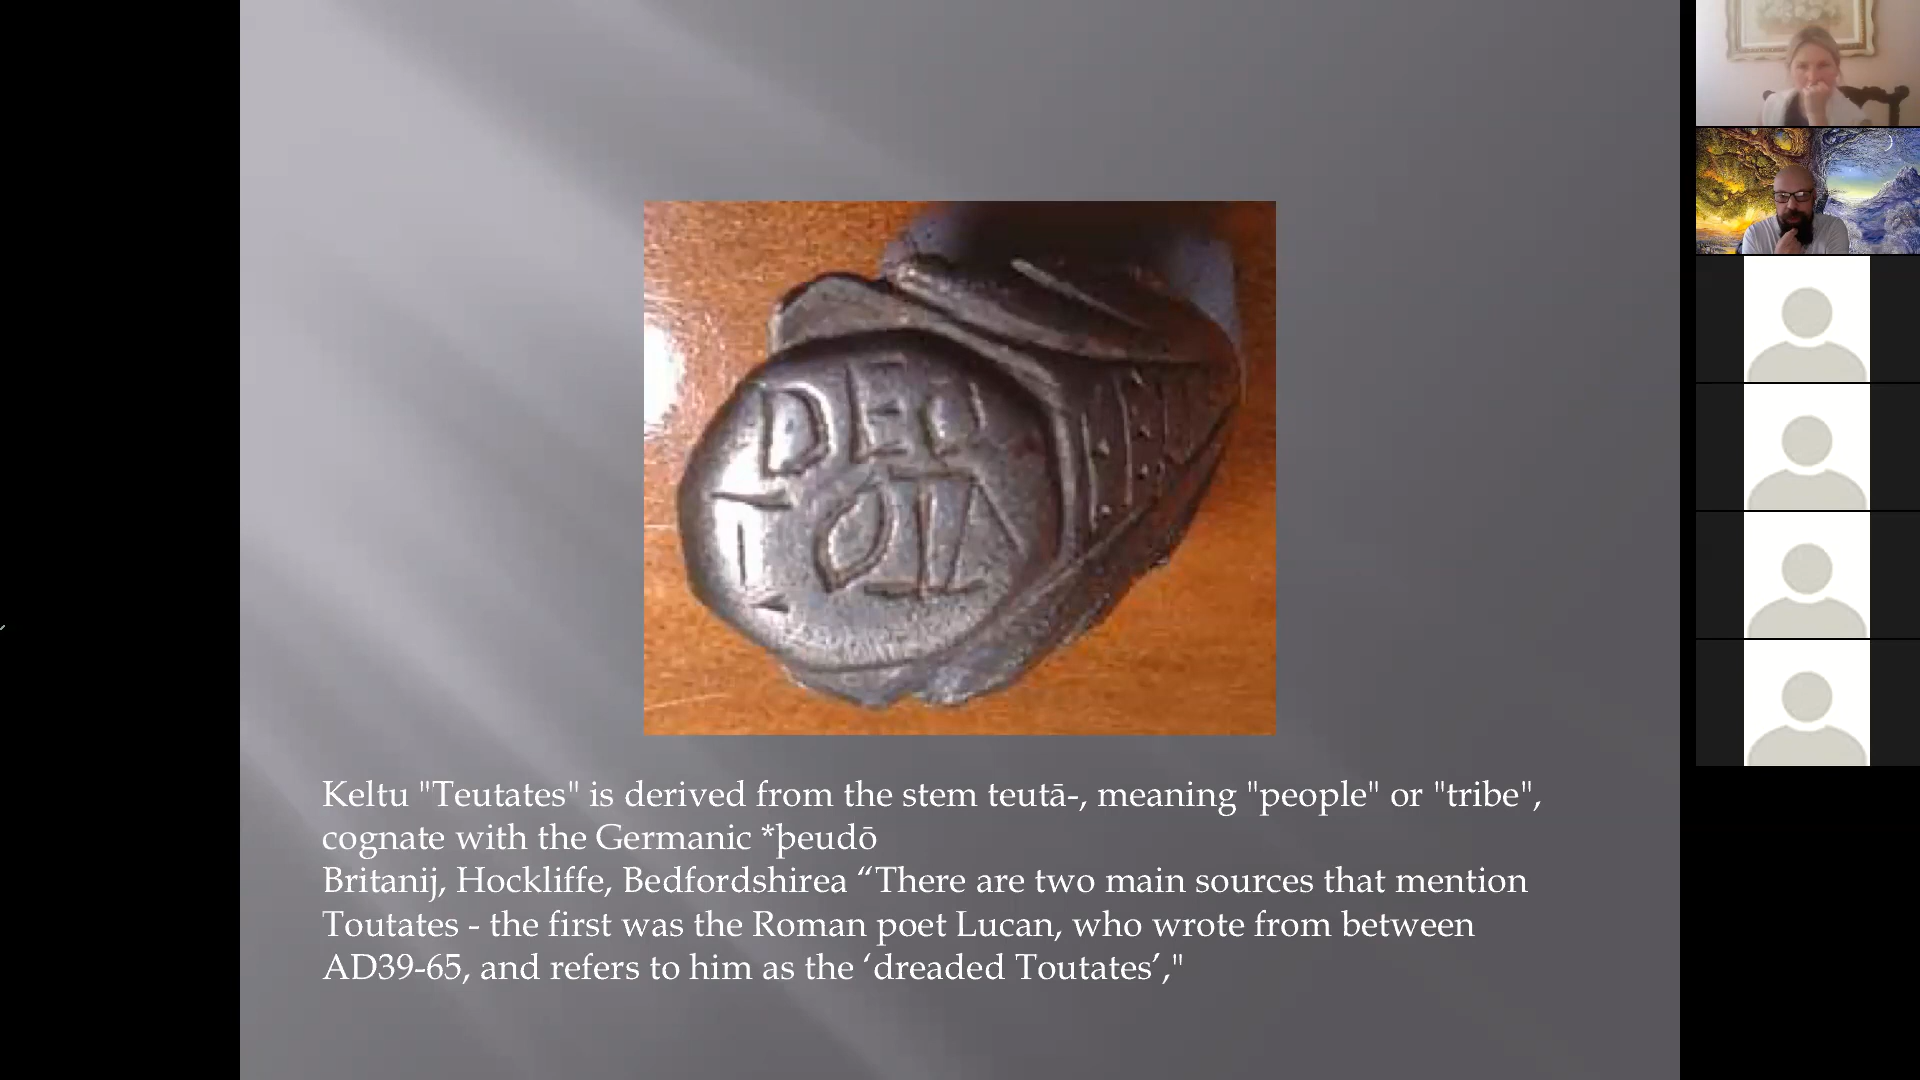 DEO
TOTA
Keltu "Teutates" is derived from the stem teutā-, meaning "people" or "tribe",
cognate with the Germanic *þeudō
Britanij, Hockliffe, Bedfordshirea “There are two main sources that mention
Toutates - the first was the Roman poet Lucan, who wrote from between
AD39-65, and refers to him as the ‘dreaded Toutates’,"